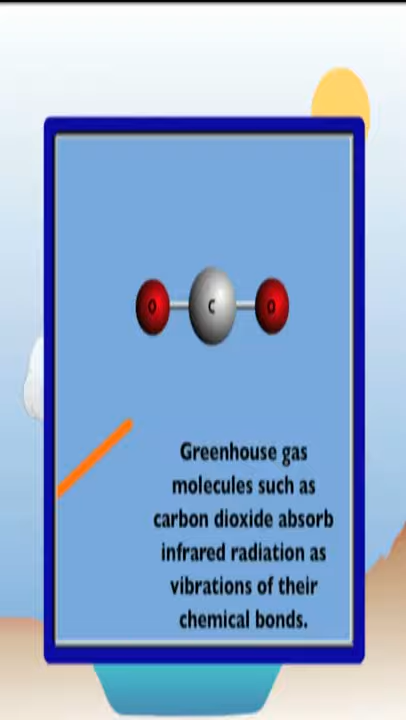 O C O
Greenhouse gas
molecules such as
carbon dioxide absorb
infrared radiation as
vibrations of their
chemical bonds.